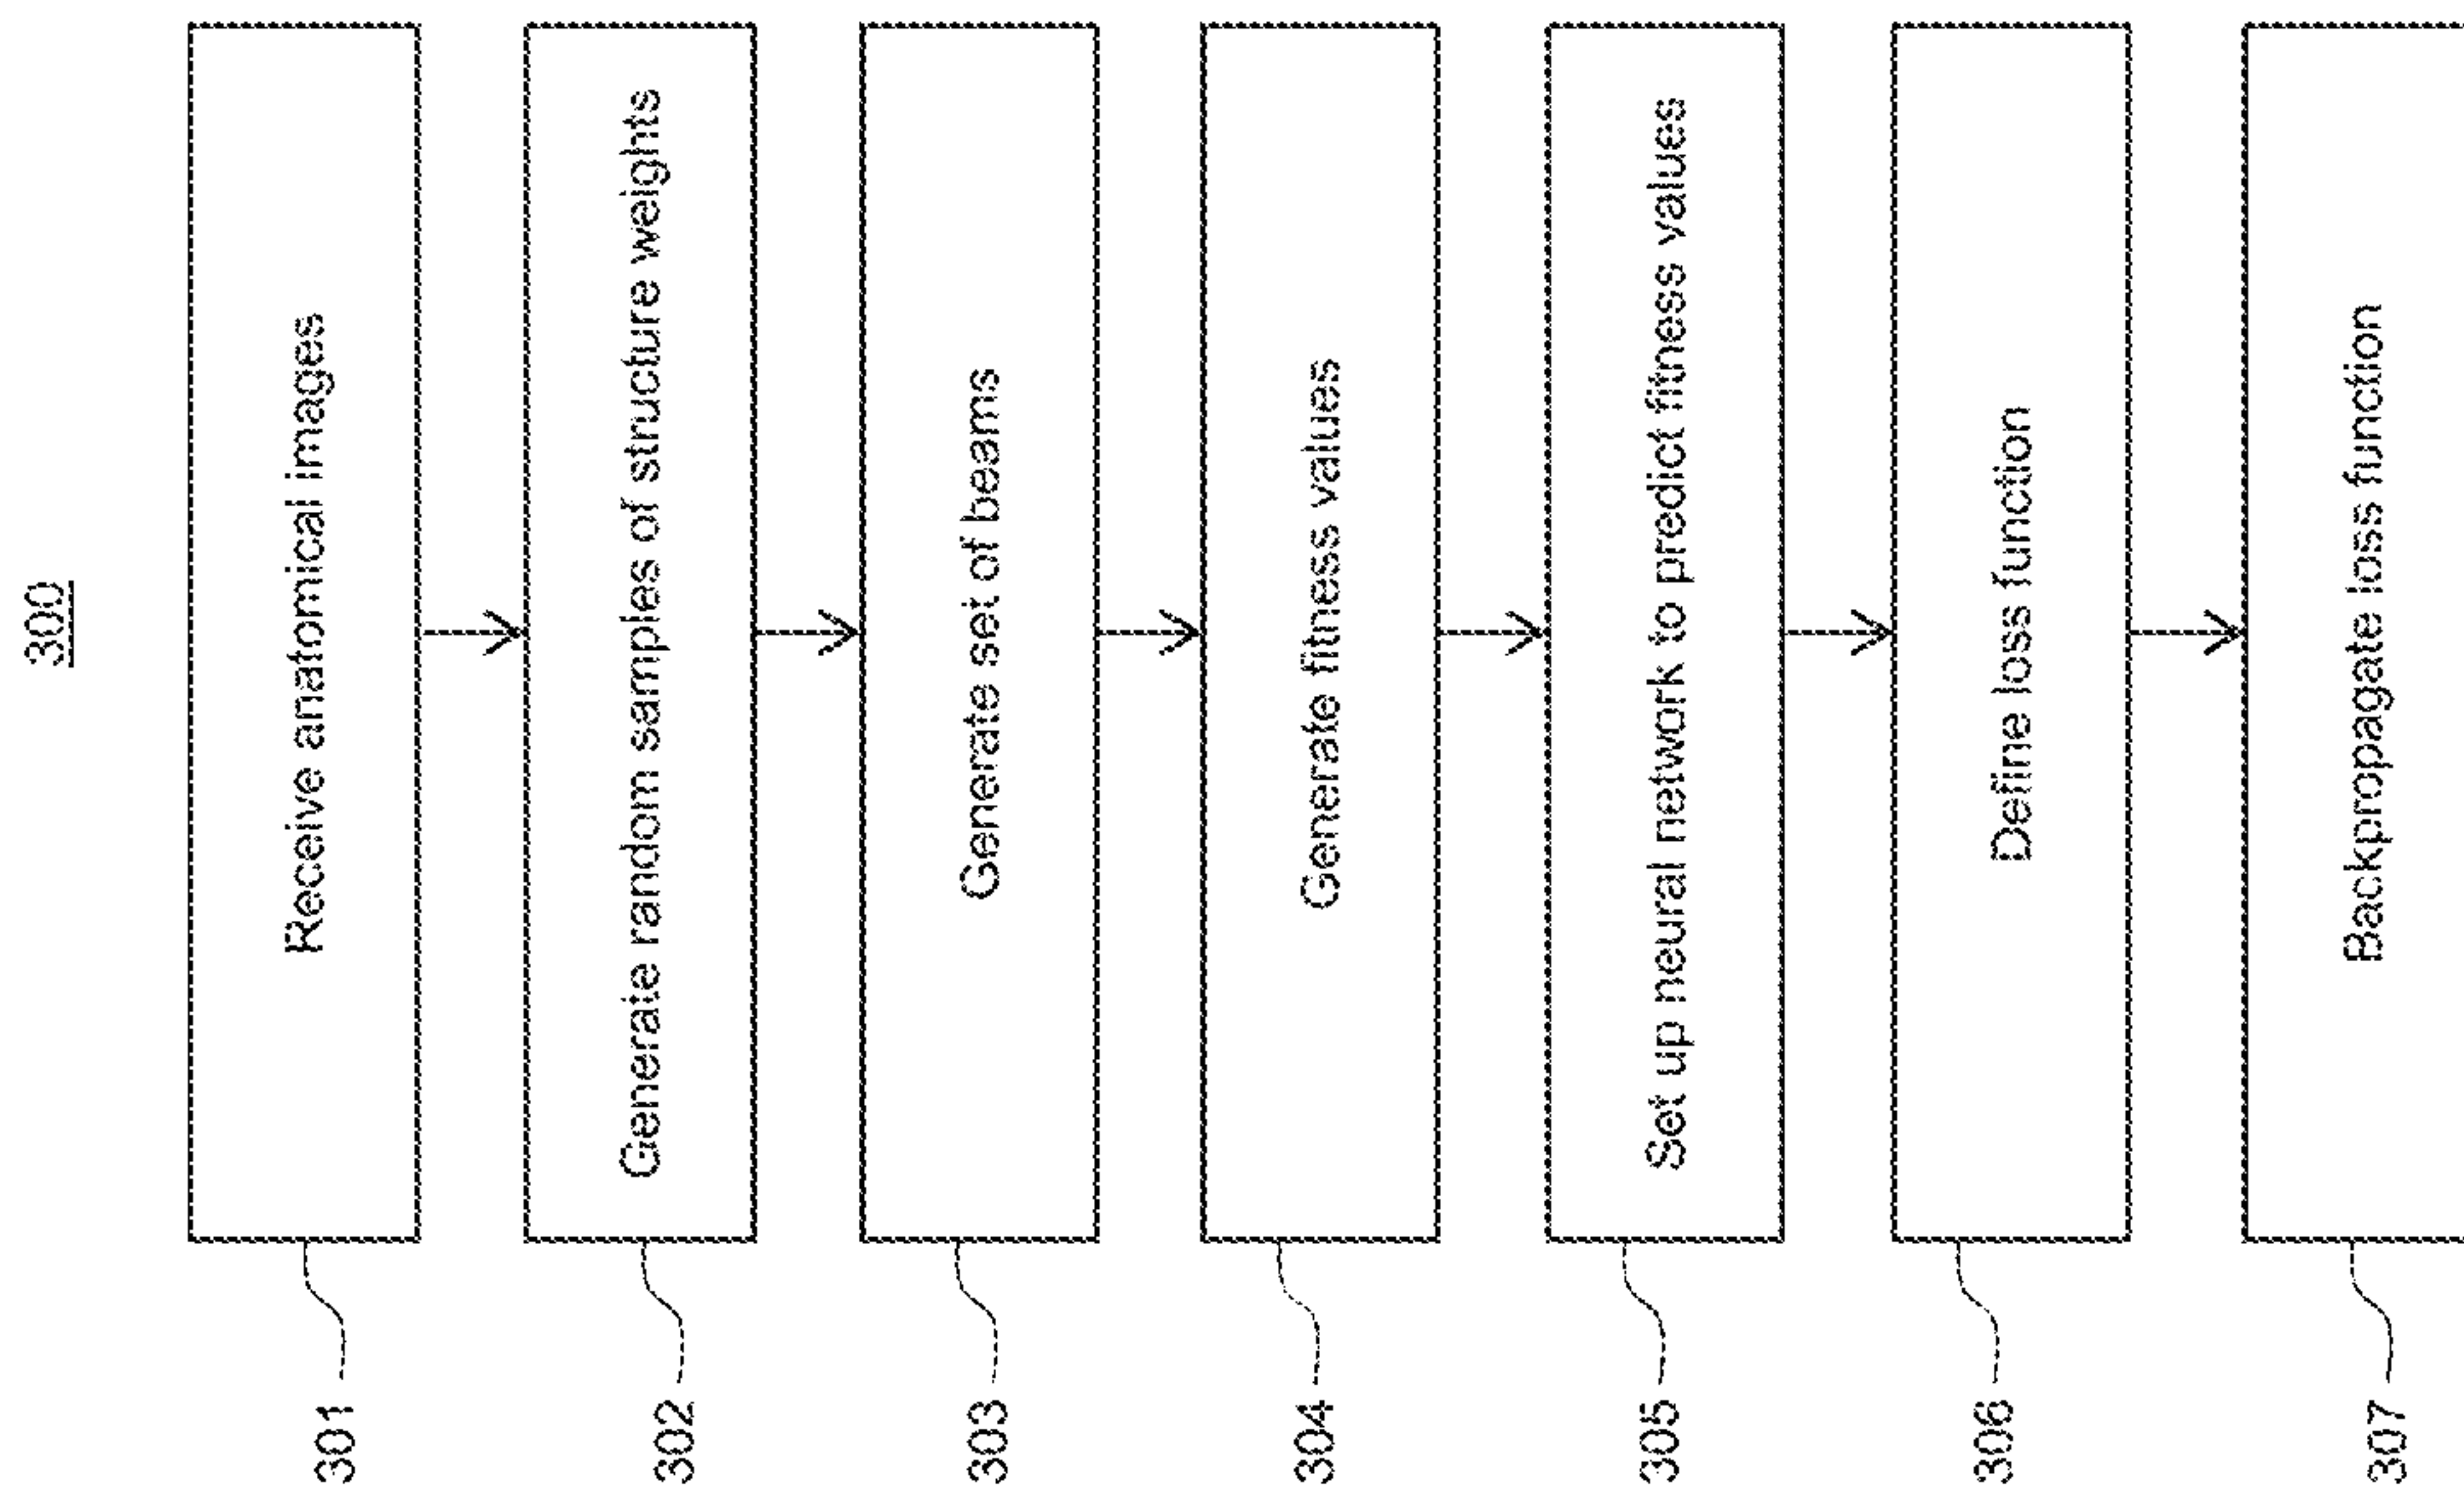 300
301
Receive anatomical images
302
Generate random samples of structure weights
303
Generate set of beams
304
Generate fitness values
305
Set up neural network to predict fitness values
306
Define loss function
307
Backpropagate loss function